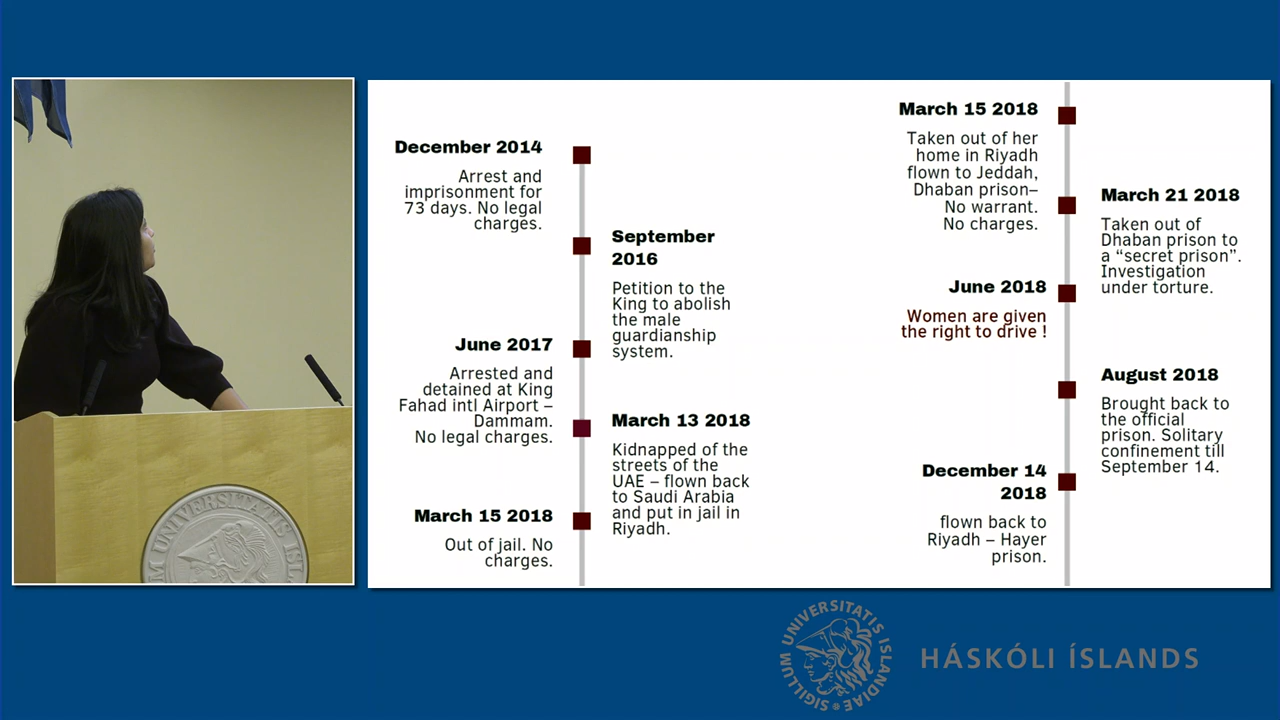 December 2014
Arrest and
imprisonment for
73 days. No legal
charges.
September
2016
Petition to the
King to abolish
the male
guardianship
system.
June 2017
Arrested and
detained at King
Fahad intl Airport –
Dammam.
No legal charges.
March 13 2018
Kidnapped of the
streets of the
UAE – flown back
to Saudi Arabia
and put in jail in
Riyadh.
March 15 2018
Out of jail. No
charges.
March 15 2018
Taken out of her
home in Riyadh
flown to Jeddah,
Dhaban prison–
No warrant.
No charges.
March 21 2018
Taken out of
Dhaban prison to
a “secret prison”.
Investigation
under torture.
June 2018
Women are given
the right to drive !
August 2018
Brought back to
the official
prison. Solitary
confinement till
September 14.
December 14
2018
flown back to
Riyadh – Hayer
prison.
UNIVERSITATIS ISL
SIGILLUM UNIVERSITATIS ISLANDIAE
HÁSKÓLI ÍSLANDS